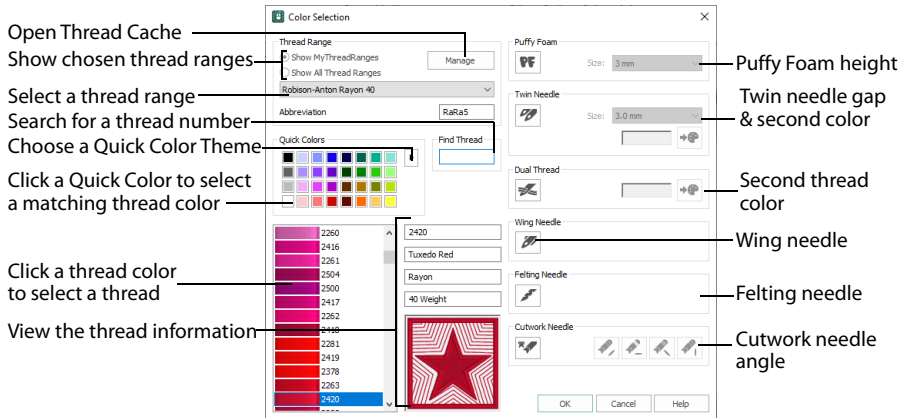 Color Selection
Open Thread Cache
Show chosen thread ranges
Select a thread range
Search for a thread number
Choose a Quick Color Theme
Click a Quick Color to select
a matching thread color
Click a thread color
to select a thread
View the thread information
Thread Range
Show MyThreadRanges
Show All Thread Ranges
Manage
Robison-Anton Rayon 40
Abbreviation
RaRa5
Quick Colors
Find Thread
2260
2416
2261
2504
2500
2417
2262
2418
2281
2419
2378
2263
2420
2420
Tuxedo Red
Rayon
40 Weight
Puffy Foam
PF
Size:
3 mm
Twin Needle
Size:
3.0 mm
Dual Thread
Wing Needle
Felting Needle
Cutwork Needle
OK
Cancel
Help
Puffy Foam height
Twin needle gap
& second color
Second thread
color
Wing needle
Felting needle
Cutwork needle
angle